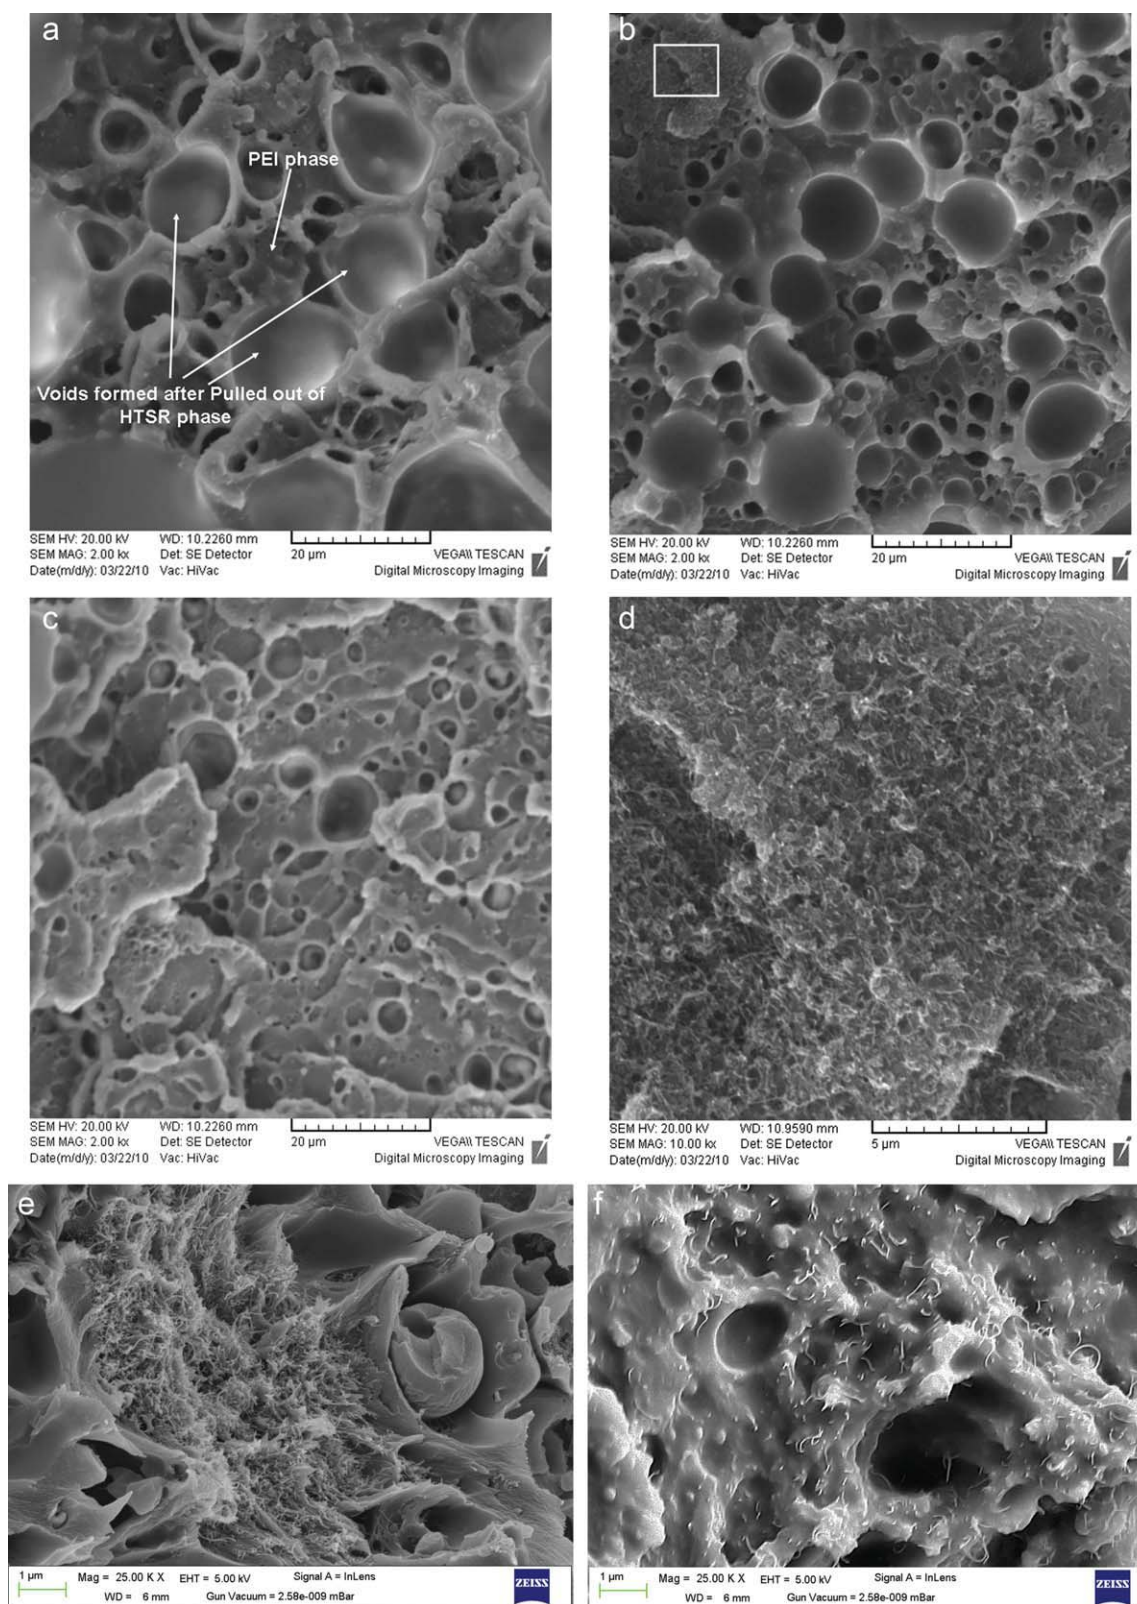 a
PEI phase
Voids formed after Pulled out of
HTSR phase
SEM HV: 20.00 kV WD: 10.2260 mm
SEM MAG: 2.00 kx Det: SE Detector 20 µm VEGA\\ TESCAN
Date(m/d/y): 03/22/10 Vac: HiVac Digital Microscopy Imaging
b
SEM HV: 20.00 kV WD: 10.2260 mm
SEM MAG: 2.00 kx Det: SE Detector 20 µm VEGA\\ TESCAN
Date(m/d/y): 03/22/10 Vac: HiVac Digital Microscopy Imaging
c
SEM HV: 20.00 kV WD: 10.2260 mm
SEM MAG: 2.00 kx Det: SE Detector 20 µm VEGA\\ TESCAN
Date(m/d/y): 03/22/10 Vac: HiVac Digital Microscopy Imaging
d
SEM HV: 20.00 kV WD: 10.9590 mm
SEM MAG: 10.00 kx Det: SE Detector 5 µm VEGA\\ TESCAN
Date(m/d/y): 03/22/10 Vac: HiVac Digital Microscopy Imaging
e
1 µm Mag = 25.00 K X EHT = 5.00 kV Signal A = InLens
WD = 6 mm Gun Vacuum = 2.58e-009 mBar
ZEISS
f
1 µm Mag = 25.00 K X EHT = 5.00 kV Signal A = InLens
WD = 6 mm Gun Vacuum = 2.58e-009 mBar
ZEISS